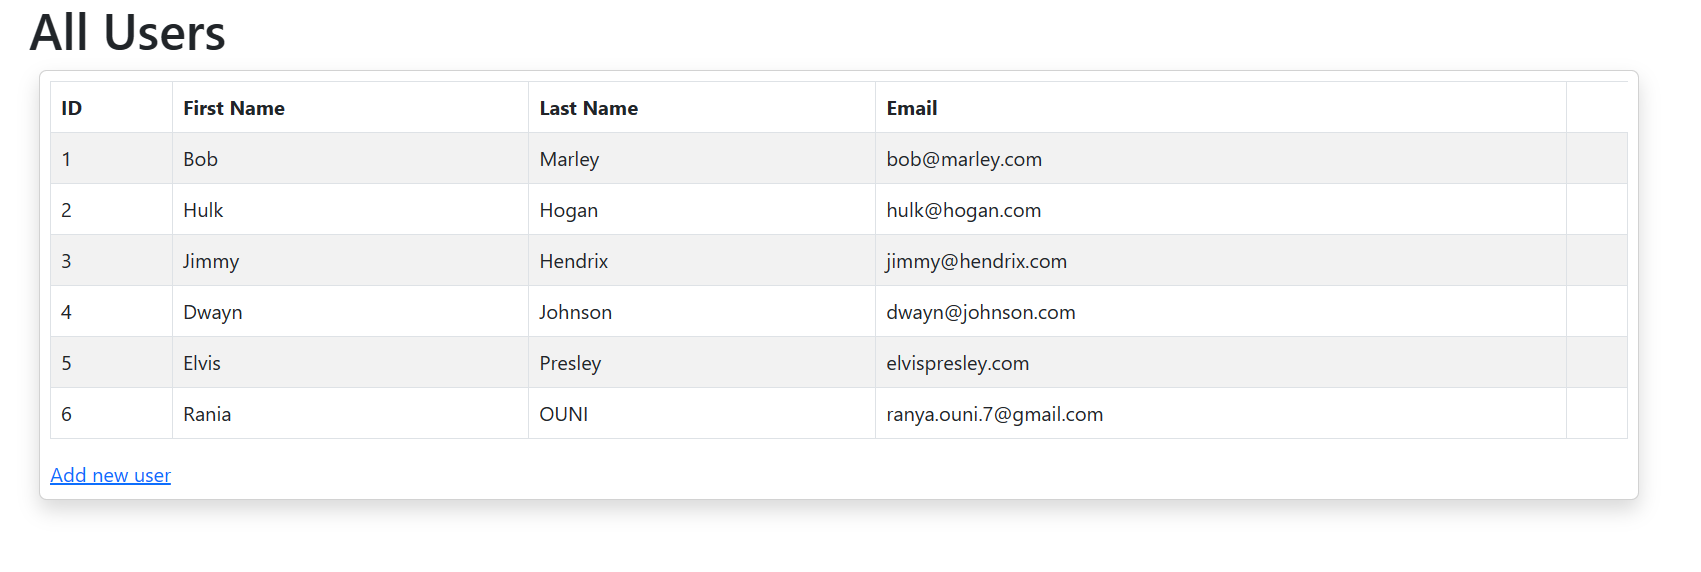 All Users
ID First Name Last Name Email
1 Bob Marley bob@marley.com
2 Hulk Hogan hulk@hogan.com
3 Jimmy Hendrix jimmy@hendrix.com
4 Dwayn Johnson dwayn@johnson.com
5 Elvis Presley elvispresley.com
6 Rania OUNI ranya.ouni.7@gmail.com
Add new user